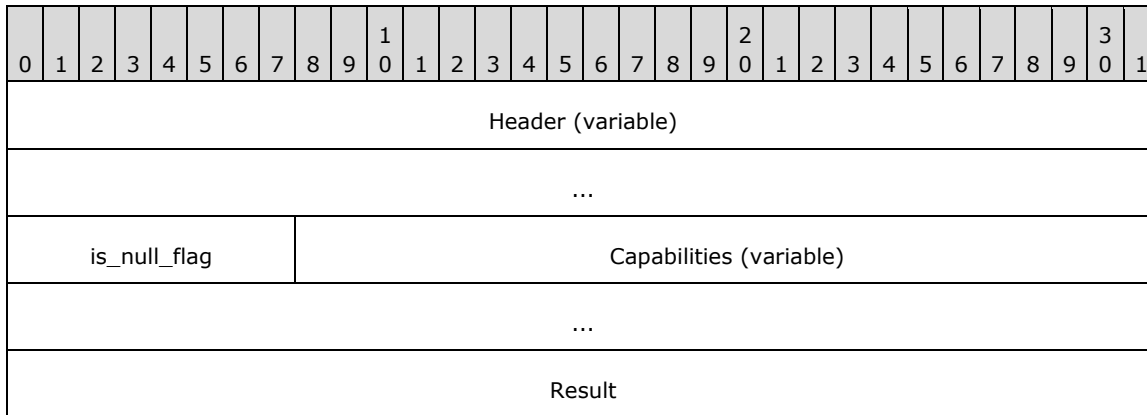 1 2 3
0 1 2 3 4 5 6 7 8 9 0 1 2 3 4 5 6 7 8 9 0 1 2 3 4 5 6 7 8 9 0 1
Header (variable)
...
is_null_flag Capabilities (variable)
...
Result